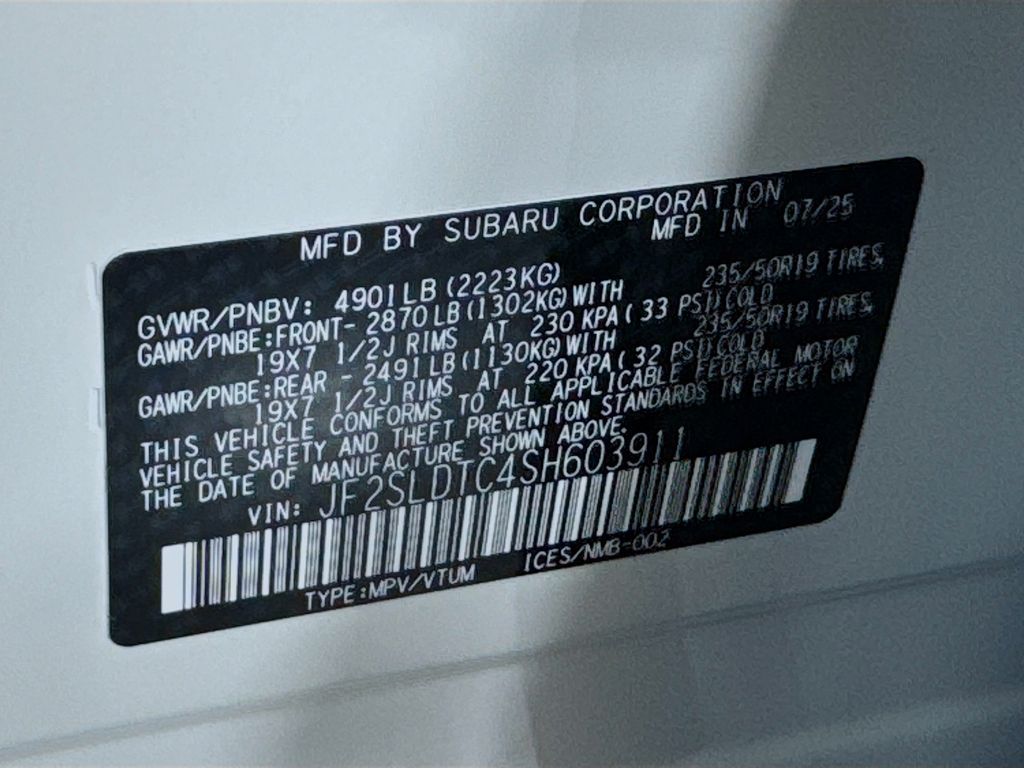 MFD BY SUBARU CORPORATION
MFD IN 07/25
GVWR/PNBV: 4901LB (2223KG)
GAWR/PNBE:FRONT- 2870LB (1302KG) WITH 235/50R19 TIRES,
19X7 1/2J RIMS AT 230 KPA ( 33 PSI) COLD
GAWR/PNBE:REAR - 2491LB (1130KG) WITH 235/50R19 TIRES,
19X7 1/2J RIMS AT 220 KPA ( 32 PSI) COLD
THIS VEHICLE CONFORMS TO ALL APPLICABLE FEDERAL MOTOR
VEHICLE SAFETY AND THEFT PREVENTION STANDARDS IN EFFECT ON
THE DATE OF MANUFACTURE SHOWN ABOVE.
VIN: JF2SLDTC4SH603911
TYPE:MPV/VTUM ICES/NMB-002